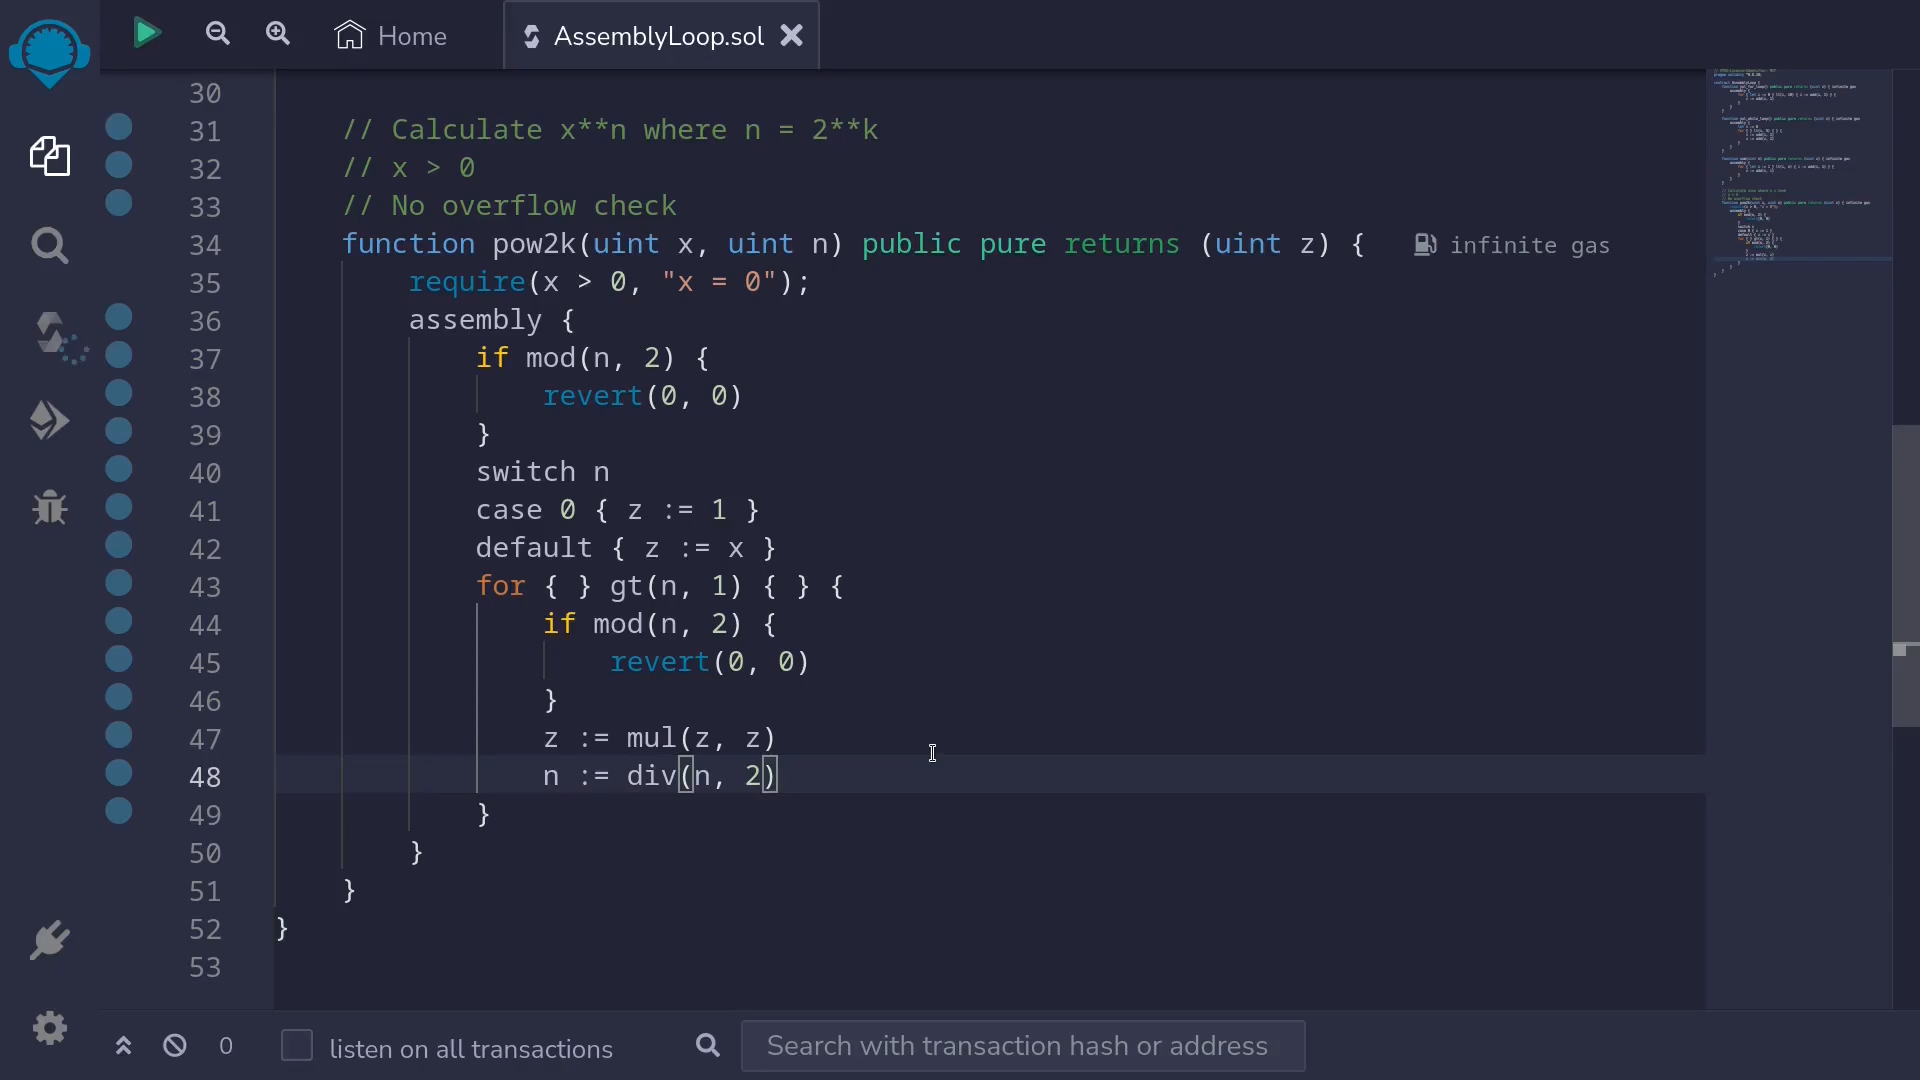 Home
AssemblyLoop.sol
30
31 // Calculate x**n where n = 2**k
32 // x > 0
33 // No overflow check
34 function pow2k(uint x, uint n) public pure returns (uint z) { infinite gas
35 require(x > 0, "x = 0");
36 assembly {
37 if mod(n, 2) {
38 revert(0, 0)
39 }
40 switch n
41 case 0 { z := 1 }
42 default { z := x }
43 for { } gt(n, 1) { } {
44 if mod(n, 2) {
45 revert(0, 0)
46 }
47 z := mul(z, z)
48 n := div(n, 2)
49 }
50 }
51 }
52 }
53
0
listen on all transactions
Search with transaction hash or address